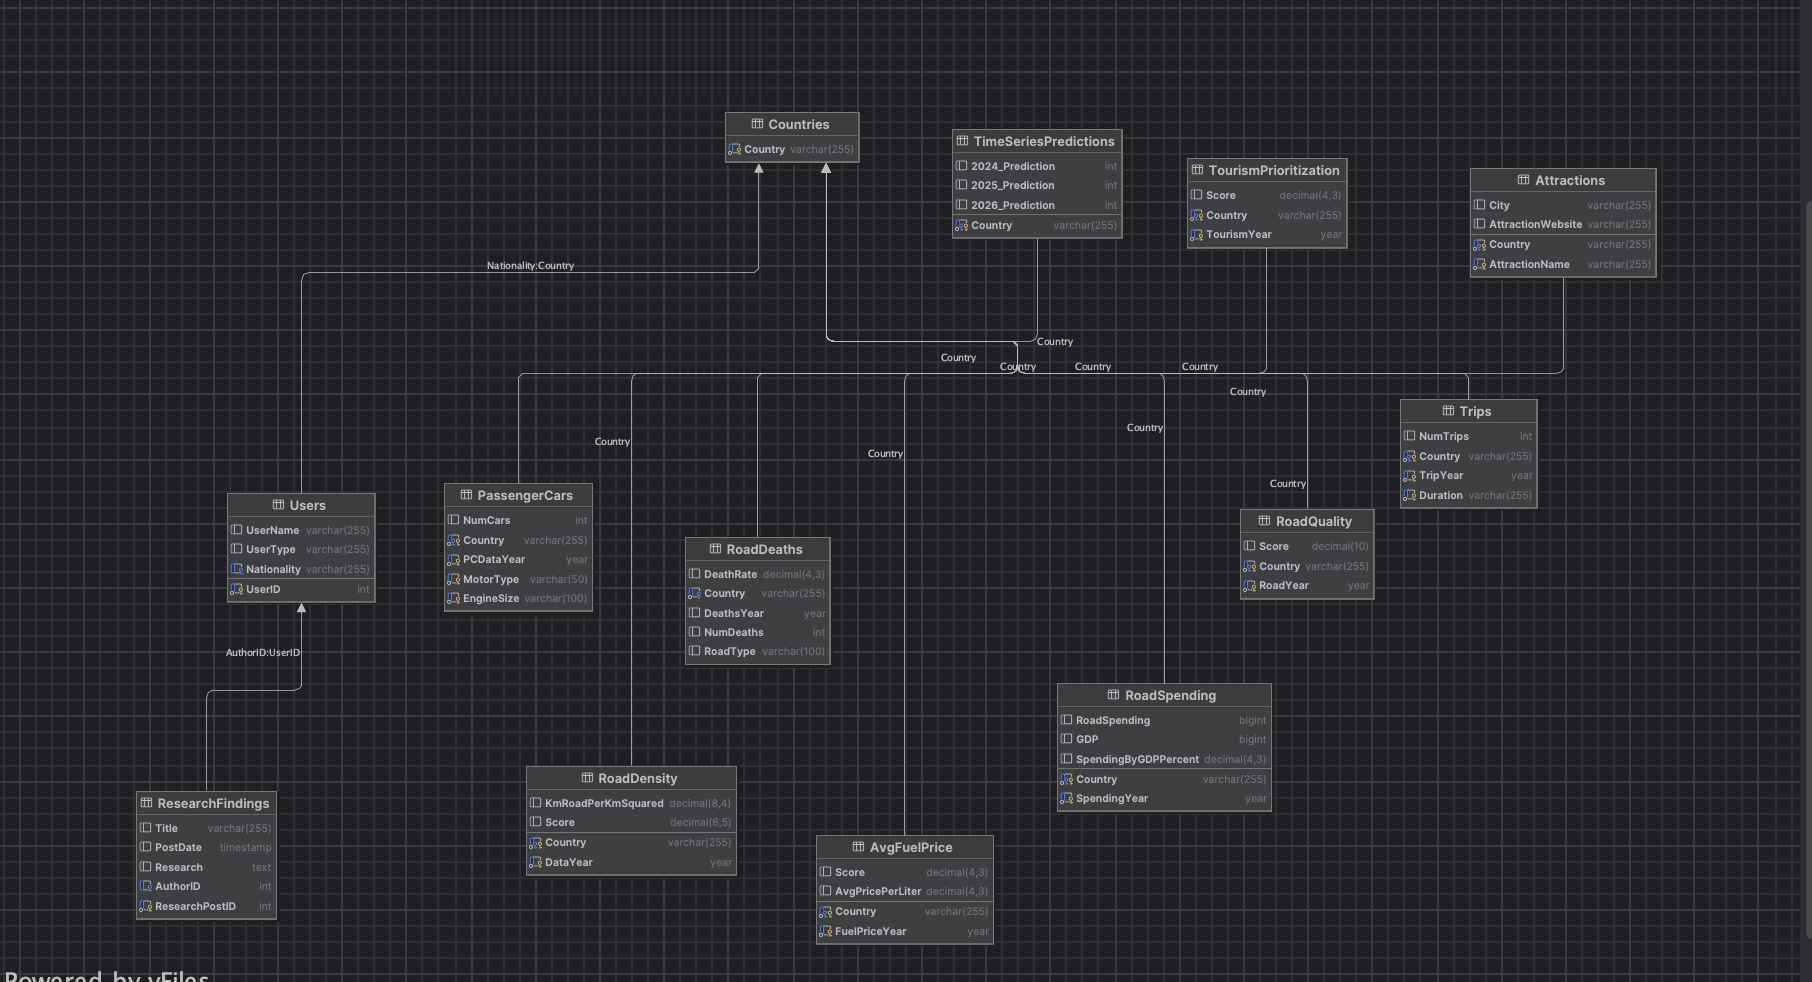 Countries
Country varchar(255)
TimeSeriesPredictions
2024_Prediction int
2025_Prediction int
2026_Prediction int
Country varchar(255)
TourismPrioritization
Score decimal(4,3)
Country varchar(255)
TourismYear year
Attractions
City varchar(255)
AttractionWebsite varchar(255)
Country varchar(255)
AttractionName varchar(255)
Nationality:Country
Country
Country
Country
Country
Country
Country
Country
Country
Country
Country
Trips
NumTrips int
Country varchar(255)
TripYear year
Duration varchar(255)
Users
UserName varchar(255)
UserType varchar(255)
Nationality varchar(255)
UserID int
PassengerCars
NumCars int
Country varchar(255)
PCDataYear year
MotorType varchar(50)
EngineSize varchar(100)
RoadDeaths
DeathRate decimal(4,3)
Country varchar(255)
DeathsYear year
NumDeaths int
RoadType varchar(100)
RoadQuality
Score decimal(10)
Country varchar(255)
RoadYear year
AuthorID:UserID
RoadSpending
RoadSpending bigint
GDP bigint
SpendingByGDPPercent decimal(4,3)
Country varchar(255)
SpendingYear year
ResearchFindings
Title varchar(255)
PostDate timestamp
Research text
AuthorID int
ResearchPostID int
RoadDensity
KmRoadPerKmSquared decimal(8,4)
Score decimal(6,5)
Country varchar(255)
DataYear year
AvgFuelPrice
Score decimal(4,3)
AvgPricePerLiter decimal(4,3)
Country varchar(255)
FuelPriceYear year
Powered by yFiles